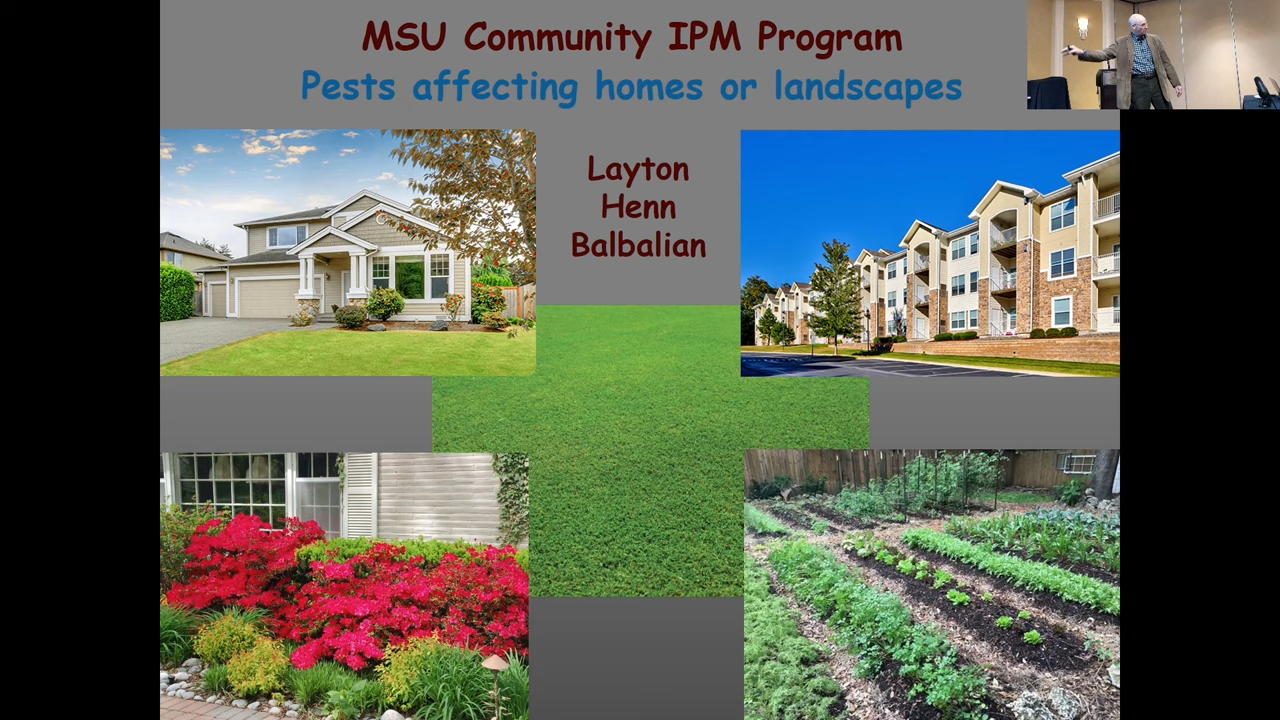 MSU Community IPM Program
Pests affecting homes or landscapes
Layton
Henn
Balbalian